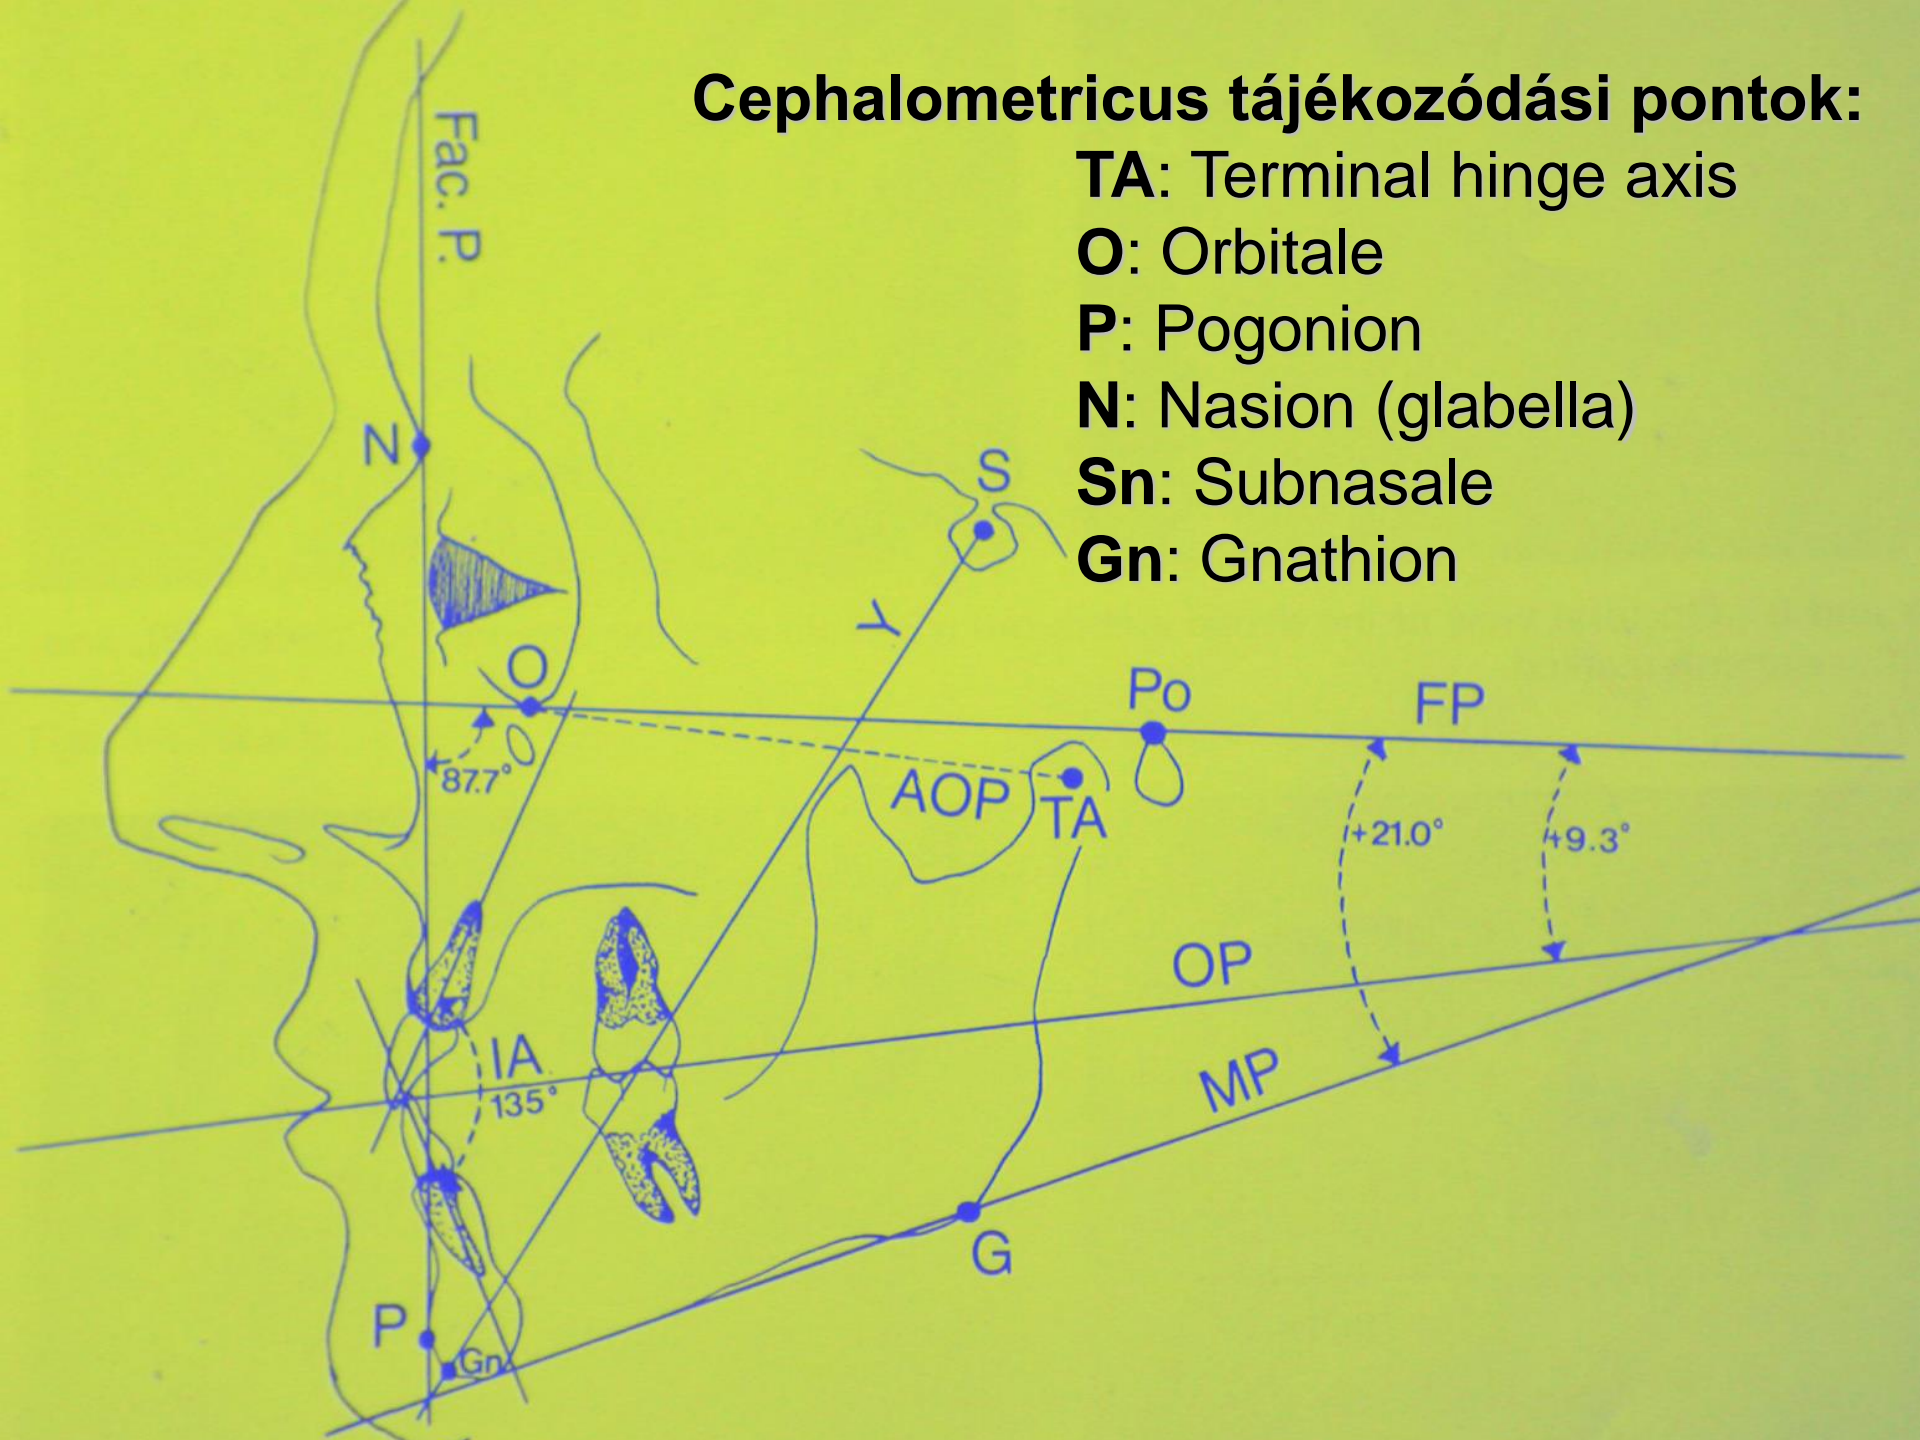 Cephalometricus tájékozódási pontok:
TA: Terminal hinge axis
O: Orbitale
P: Pogonion
N: Nasion (glabella)
Sn: Subnasale
Gn: Gnathion
Fac. P.
N
S
Y
O
Po
FP
87.7°
AOP
TA
+21.0°
+9.3°
OP
IA
135°
MP
G
P
Gn